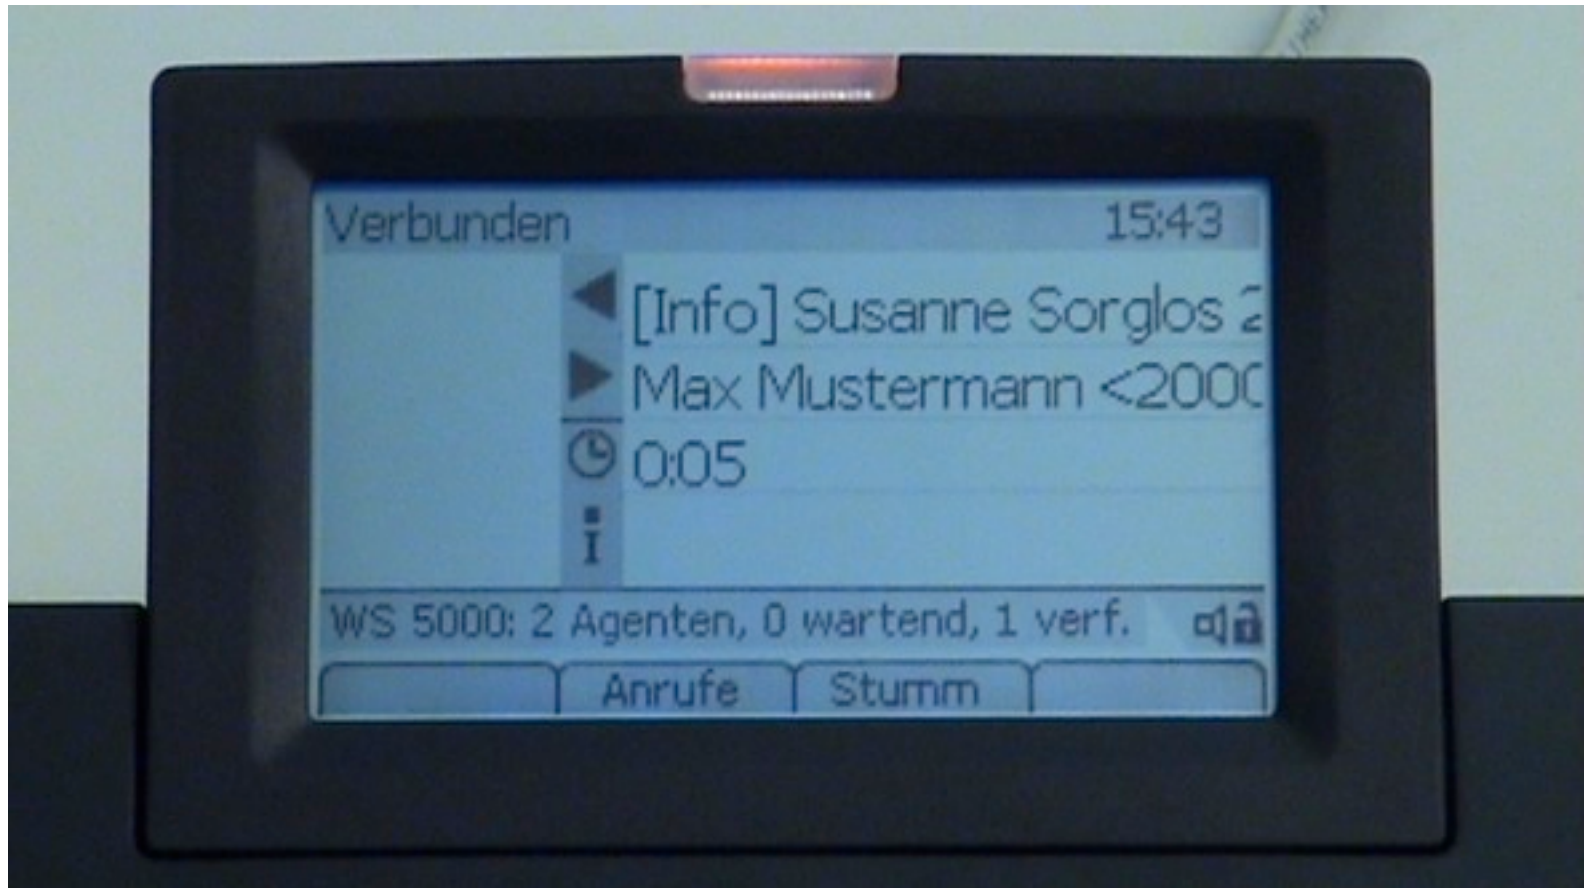 Verbunden 15:43
[Info] Susanne Sorglos 2
Max Mustermann <2000
0:05
WS 5000: 2 Agenten, 0 wartend, 1 verf.
Anrufe Stumm